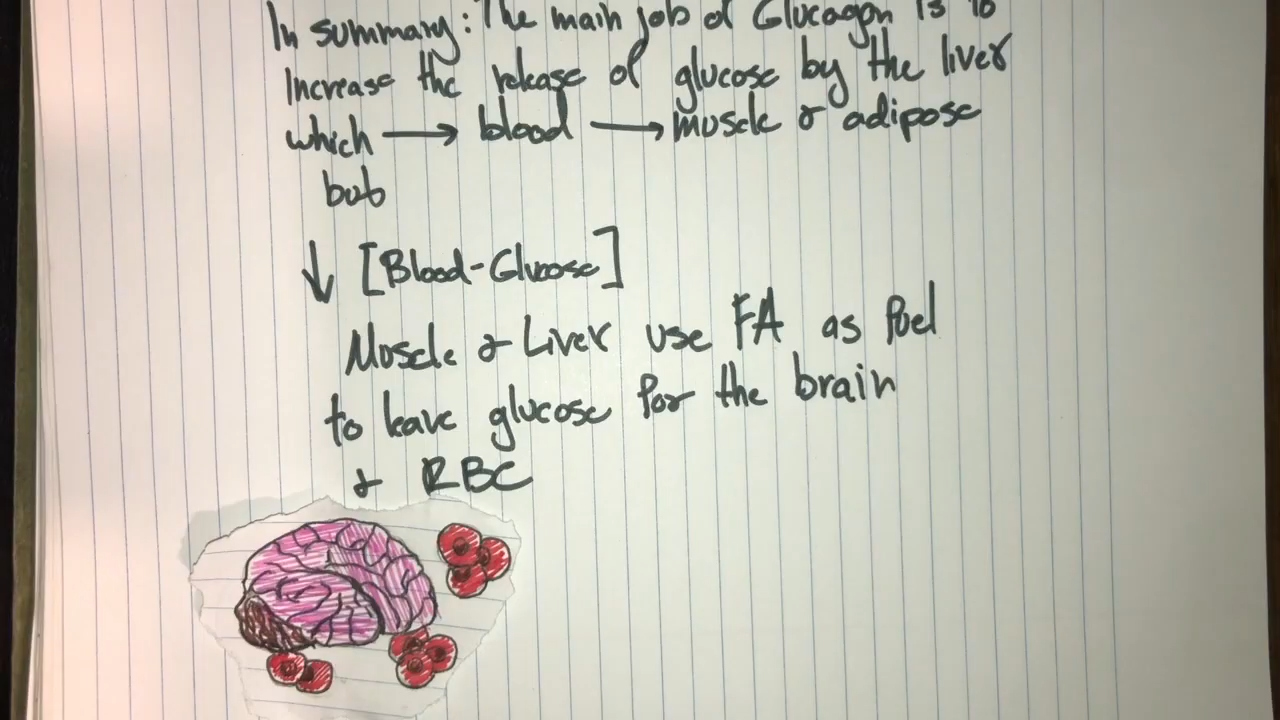 In summary: The main job of Glucagon is to
Increase the release of glucose by the liver
which → blood → muscle & adipose
but
↓ [Blood-Glucose]
Muscle & Liver use FA as fuel
to leave glucose for the brain
& RBC